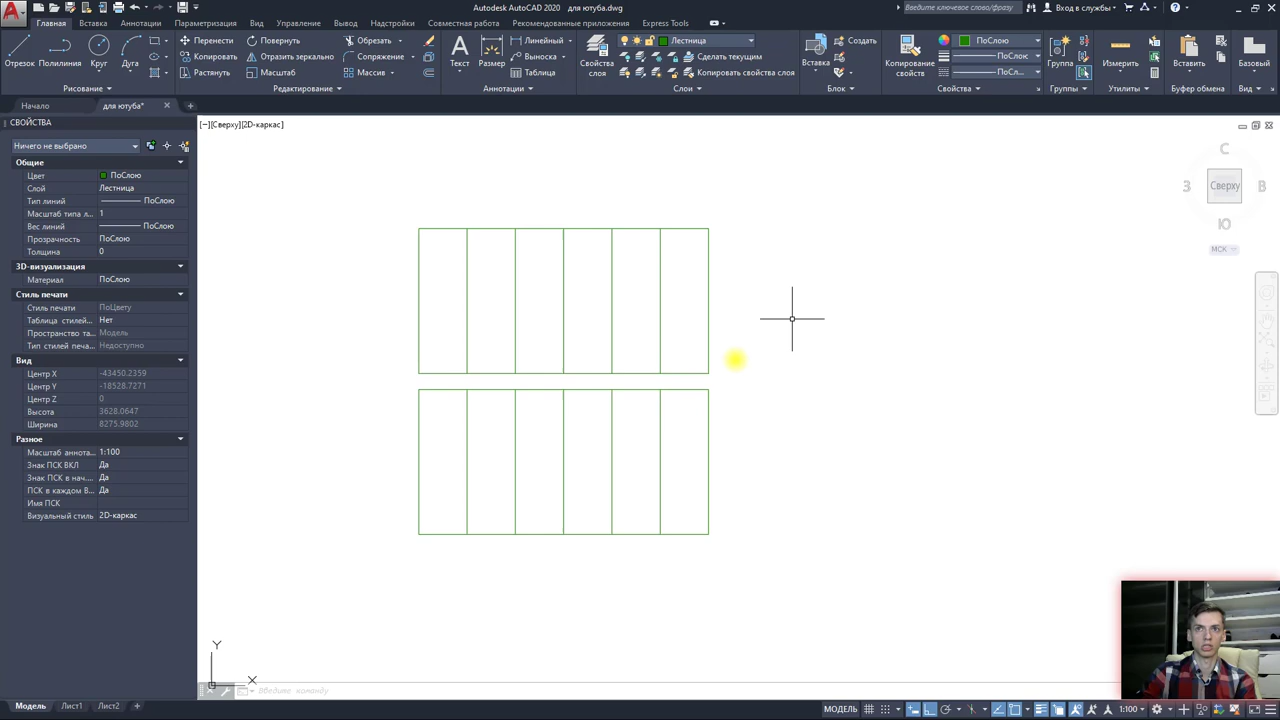 Autodesk AutoCAD 2020 для ютуба.dwg
Введите ключевое слово/фразу
Вход в службы
Главная Вставка Аннотации Параметризация Вид Управление Вывод Надстройки Совместная работа Рекомендованные приложения Express Tools
Отрезок Полилиния Круг Дуга
Перенести Повернуть Обрезать
Копировать Отразить зеркально Сопряжение
Растянуть Масштаб Массив
Текст Размер
Линейный
Выноска
Таблица
Свойства слоя
Лестница
Сделать текущим
Копировать свойства слоя
Вставка
Создать
Копирование свойств
ПоСлою
ПоСлою
ПоСл...
Группа
Измерить
Вставить
Базовый
Рисование Редактирование Аннотации Слои Блок Свойства Группы Утилиты Буфер обмена Вид
Начало для ютуба*
СВОЙСТВА
[−][Сверху][2D-каркас]
Ничего не выбрано
Общие
Цвет ПоСлою
Слой Лестница
Тип линий ПоСлою
Масштаб типа л... 1
Вес линий ПоСлою
Прозрачность ПоСлою
Толщина 0
3D-визуализация
Материал ПоСлою
Стиль печати
Стиль печати ПоЦвету
Таблица стилей... Нет
Пространство та... Модель
Тип стилей печа... Недоступно
Вид
Центр X -43450.2359
Центр Y -18528.7271
Центр Z 0
Высота 3628.0647
Ширина 8275.9802
Разное
Масштаб аннота... 1:100
Знак ПСК ВКЛ Да
Знак ПСК в нач.... Да
ПСК в каждом В... Да
Имя ПСК
Визуальный стиль 2D-каркас
С
З Сверху В
Ю
МСК
Y
X
Введите команду
Модель Лист1 Лист2
МОДЕЛЬ 1:100